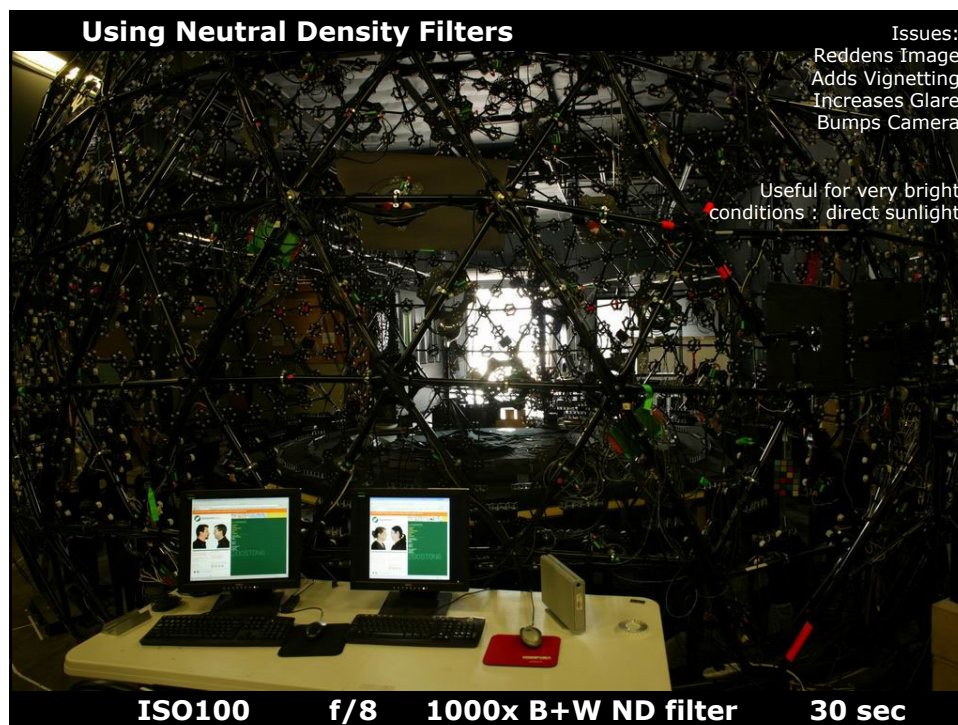 Using Neutral Density Filters
Issues:
Reddens Image
Adds Vignetting
Increases Glare
Bumps Camera
Useful for very bright
conditions : direct sunlight
ISO100 f/8 1000x B+W ND filter 30 sec